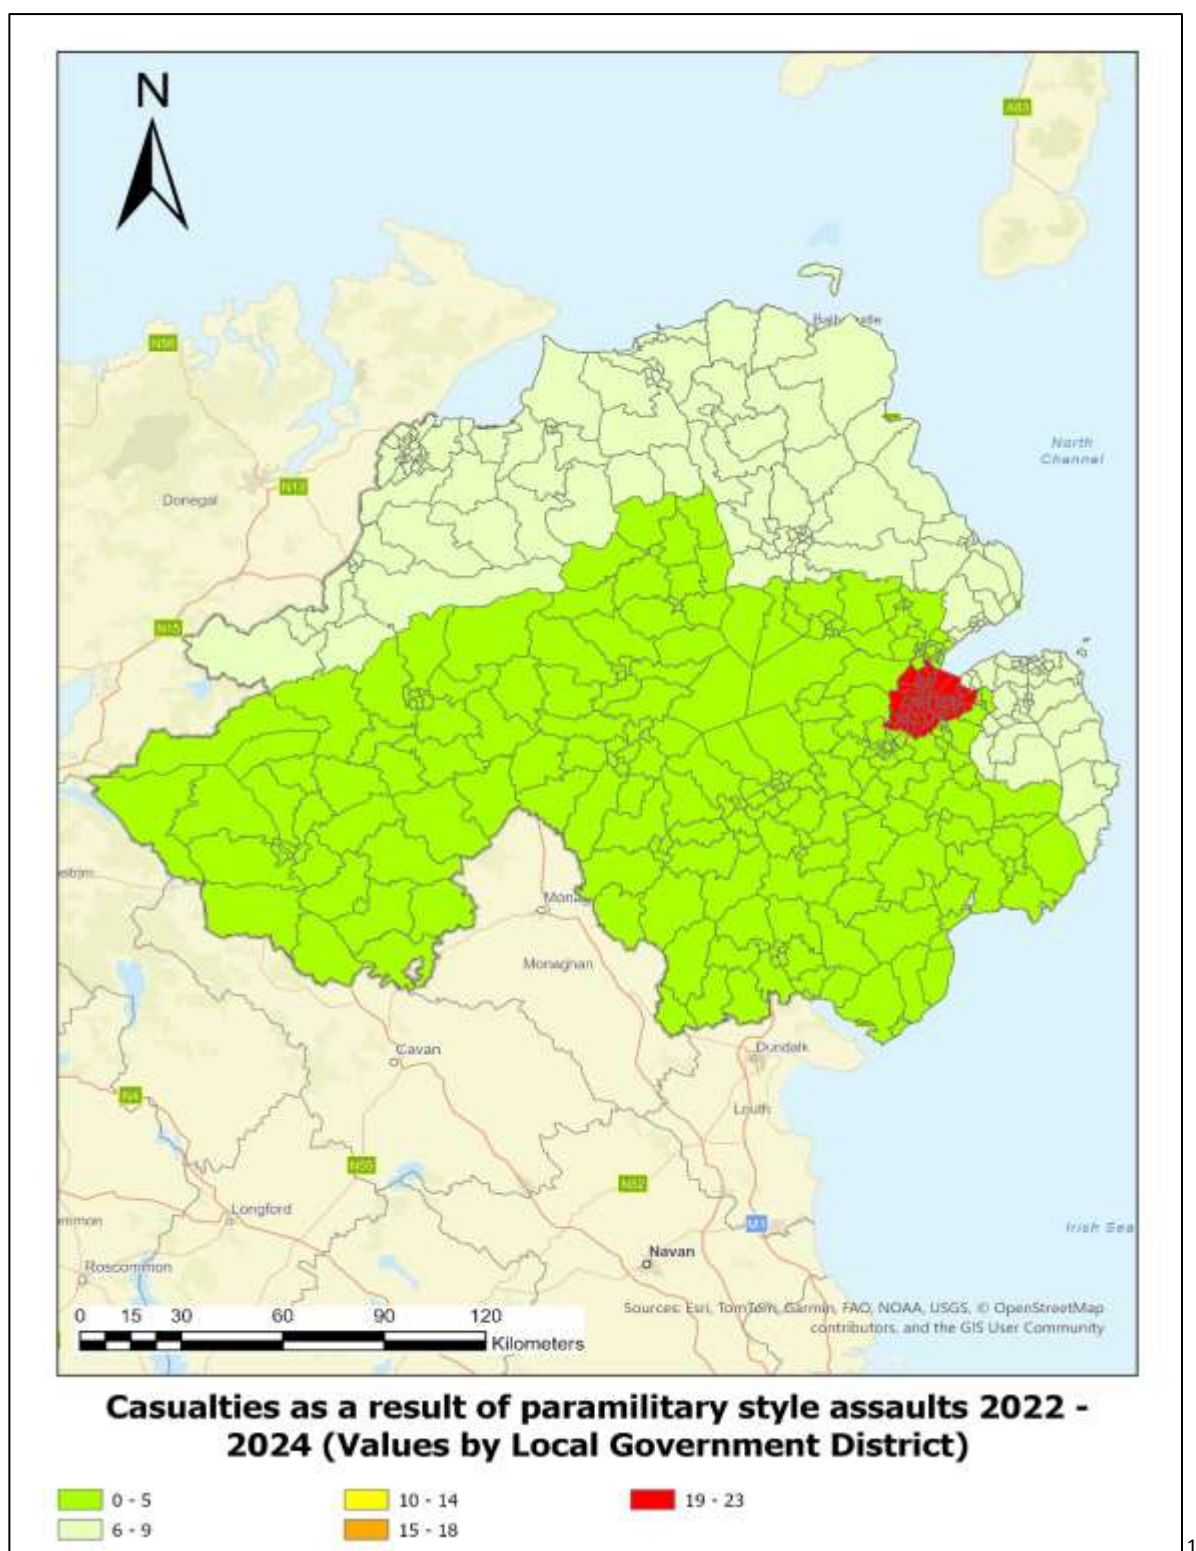 N
A83
N56
North
Channel
N13
Donegal
N15
Monaghan
Cavan
Dundalk
N4
Louth
N55
N52
Longford
M1
Irish Sea
Navan
Roscommon
0 15 30 60 90 120
Kilometers
Sources: Esri, TomTom, Garmin, FAO, NOAA, USGS, © OpenStreetMap
contributors, and the GIS User Community
Casualties as a result of paramilitary style assaults 2022 -
2024 (Values by Local Government District)
0 - 5
10 - 14
19 - 23
6 - 9
15 - 18
1